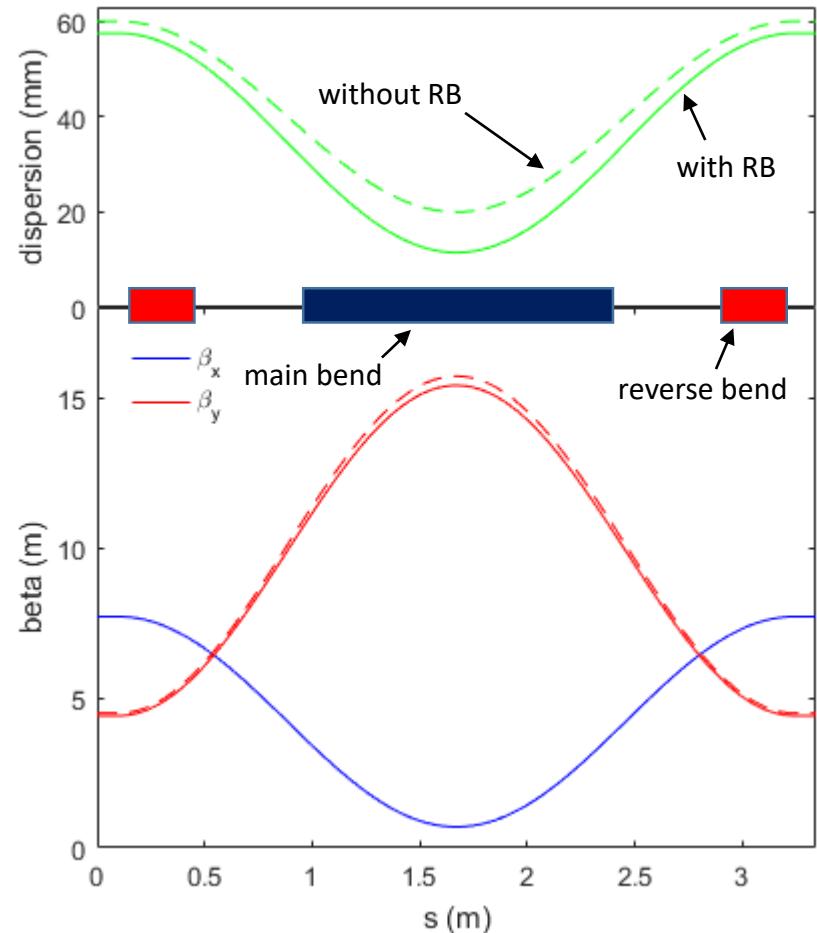 60
40
20
0
dispersion (mm)
without RB
with RB
main bend
reverse bend
βx
βy
15
10
5
0
beta (m)
0
0.5
1
1.5
2
2.5
3
s (m)